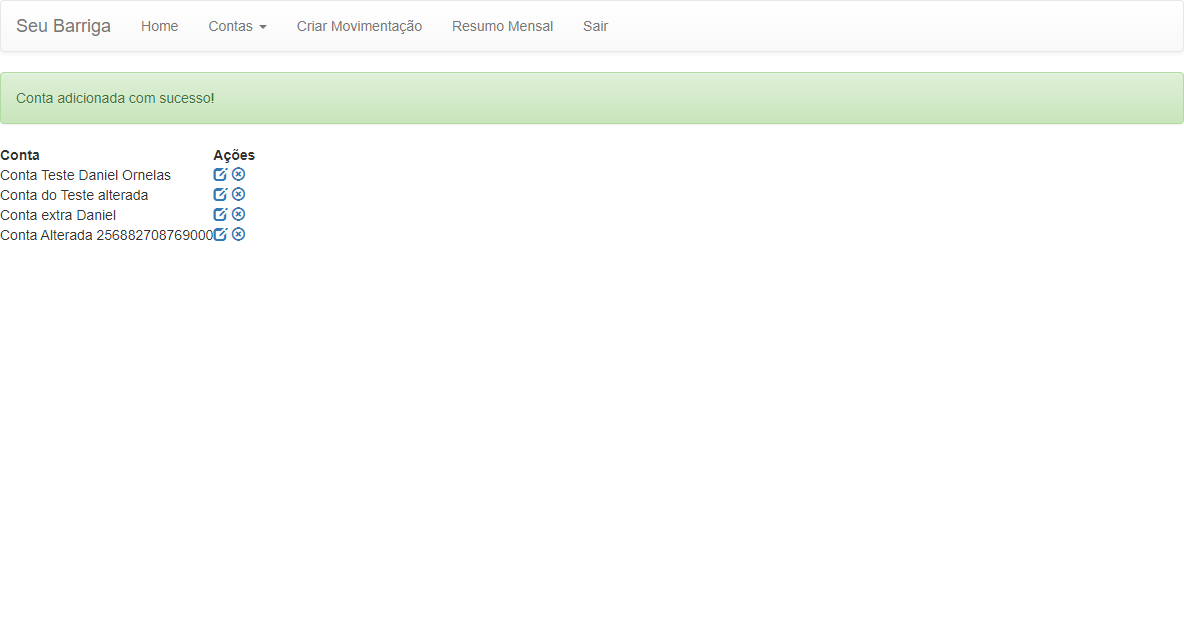 Seu Barriga Home Contas Criar Movimentação Resumo Mensal Sair
Conta adicionada com sucesso!
Conta Ações
Conta Teste Daniel Ornelas
Conta do Teste alterada
Conta extra Daniel
Conta Alterada 256882708769000